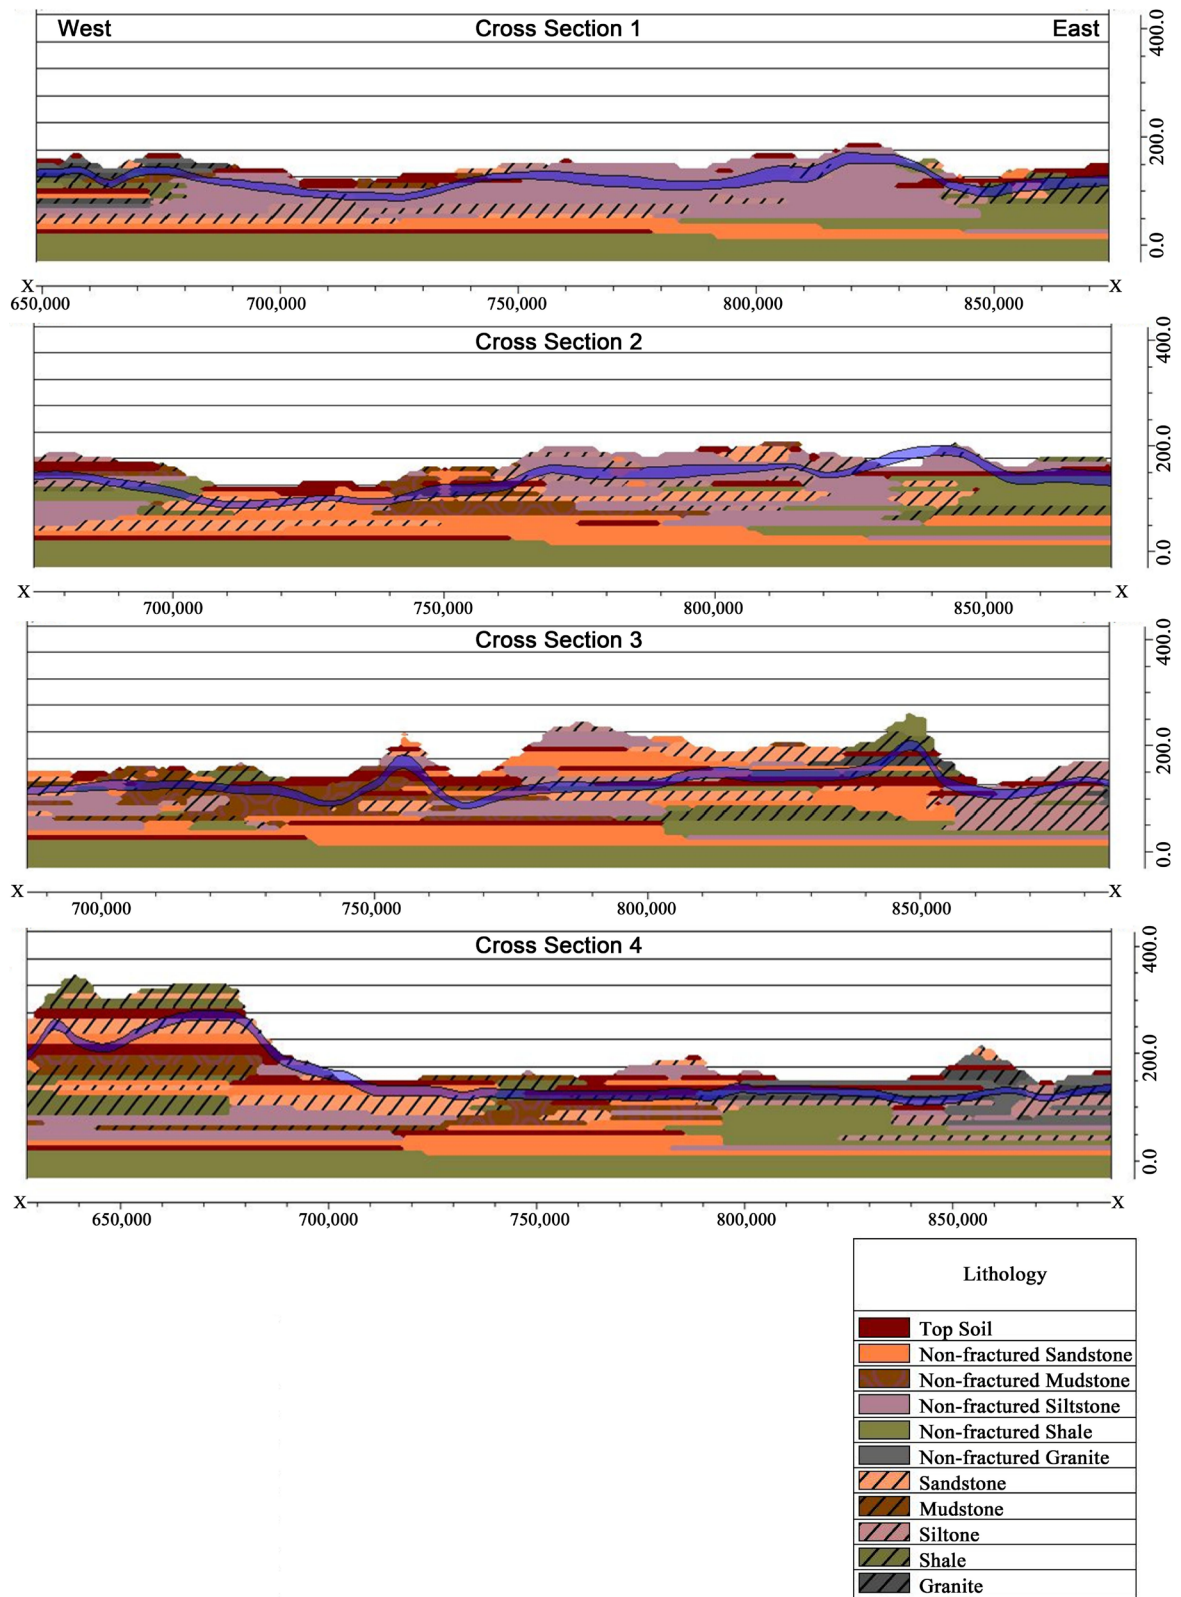 West Cross Section 1 East
400.0
200.0
0.0
X X
650,000 700,000 750,000 800,000 850,000
Cross Section 2
400.0
200.0
0.0
X X
700,000 750,000 800,000 850,000
Cross Section 3
400.0
200.0
0.0
X X
700,000 750,000 800,000 850,000
Cross Section 4
400.0
200.0
0.0
X X
650,000 700,000 750,000 800,000 850,000
Lithology
Top Soil
Non-fractured Sandstone
Non-fractured Mudstone
Non-fractured Siltstone
Non-fractured Shale
Non-fractured Granite
Sandstone
Mudstone
Siltone
Shale
Granite